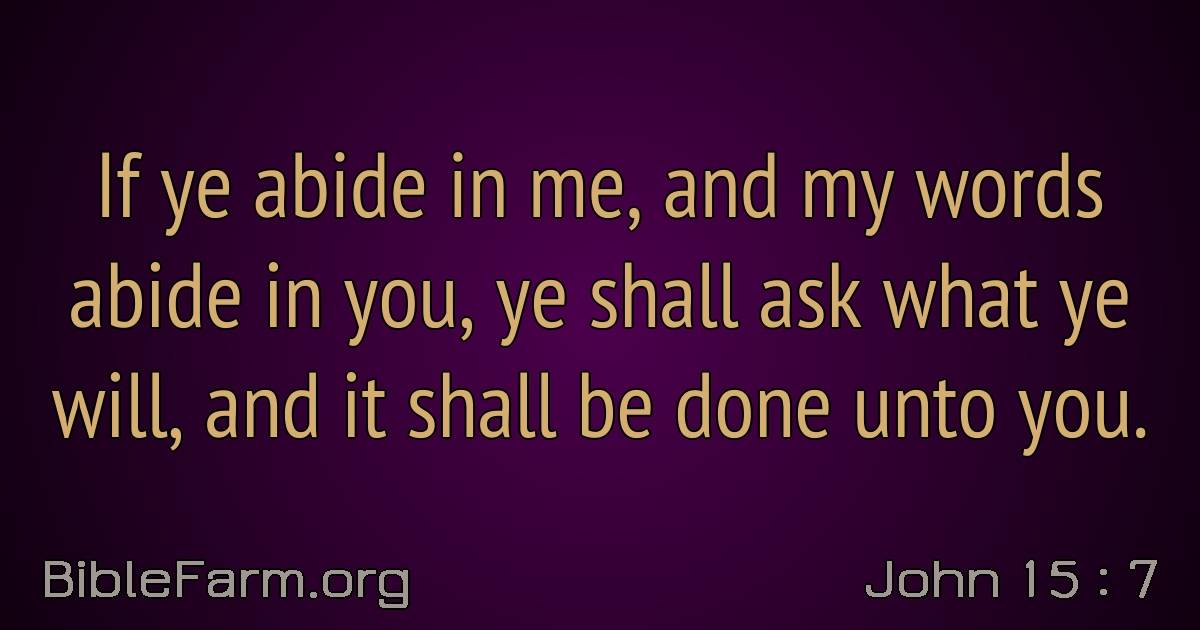 If ye abide in me, and my words
abide in you, ye shall ask what ye
will, and it shall be done unto you.
BibleFarm.org
John 15 : 7